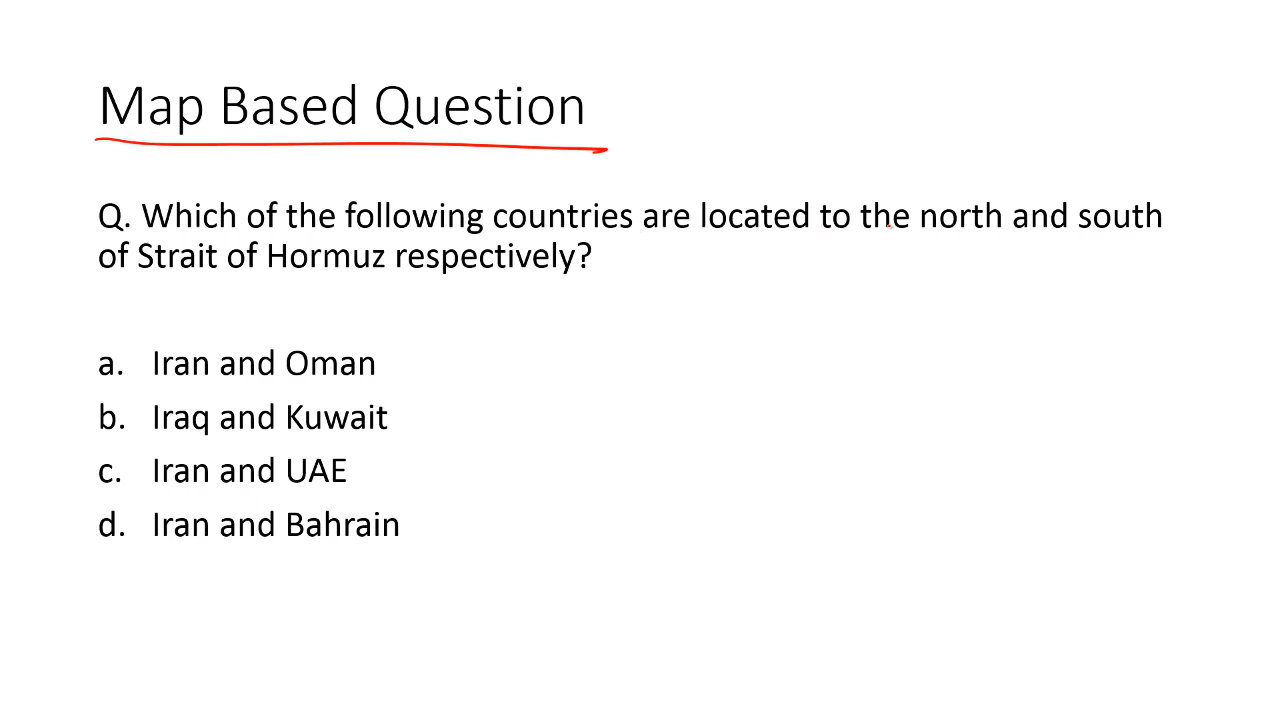 Map Based Question
Q. Which of the following countries are located to the north and south
of Strait of Hormuz respectively?
a. Iran and Oman
b. Iraq and Kuwait
c. Iran and UAE
d. Iran and Bahrain